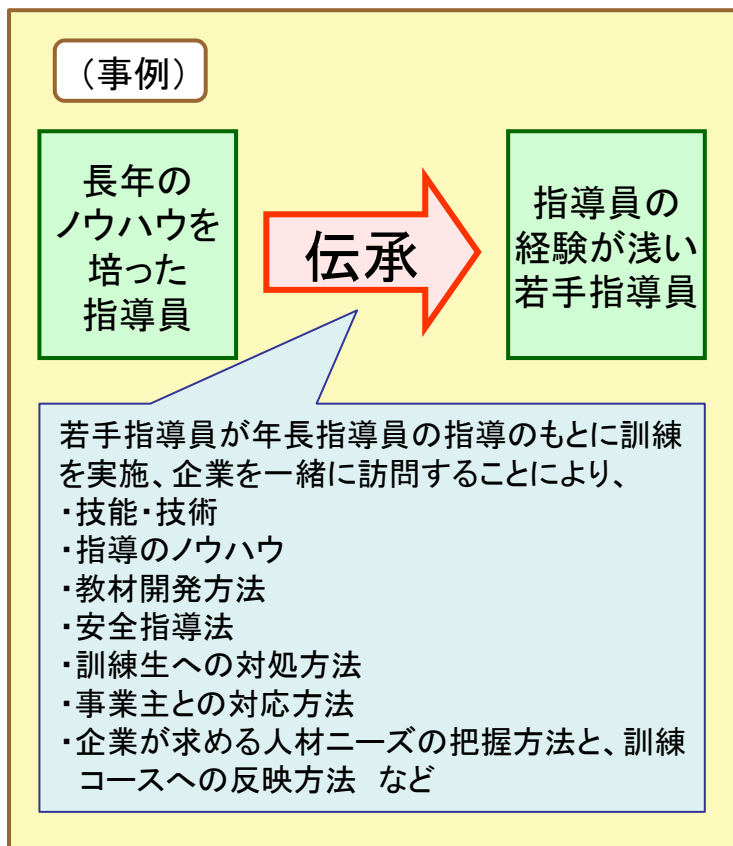 （事例）
長年の
ノウハウを
培った
指導員
伝承
指導員の
経験が浅い
若手指導員
若手指導員が年長指導員の指導のもとに訓練
を実施、企業を一緒に訪問することにより、
・技能・技術
・指導のノウハウ
・教材開発方法
・安全指導法
・訓練生への対処方法
・事業主との対応方法
・企業が求める人材ニーズの把握方法と、訓練
コースへの反映方法　など